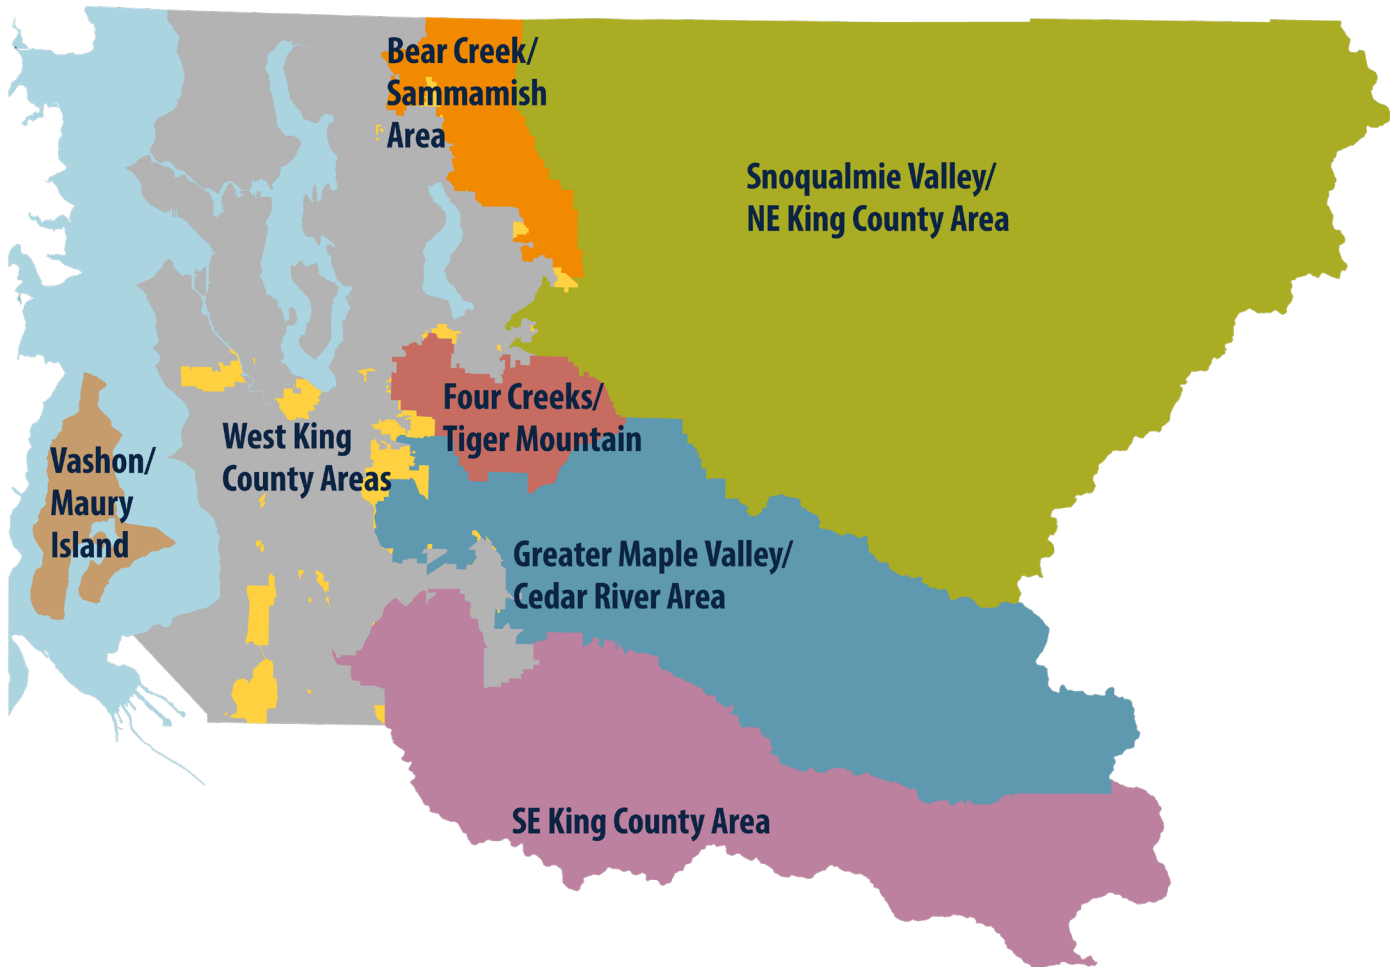 Bear Creek/
Sammamish
Area
Snoqualmie Valley/
NE King County Area
Four Creeks/
Tiger Mountain
West King
County Areas
Vashon/
Maury
Island
Greater Maple Valley/
Cedar River Area
SE King County Area